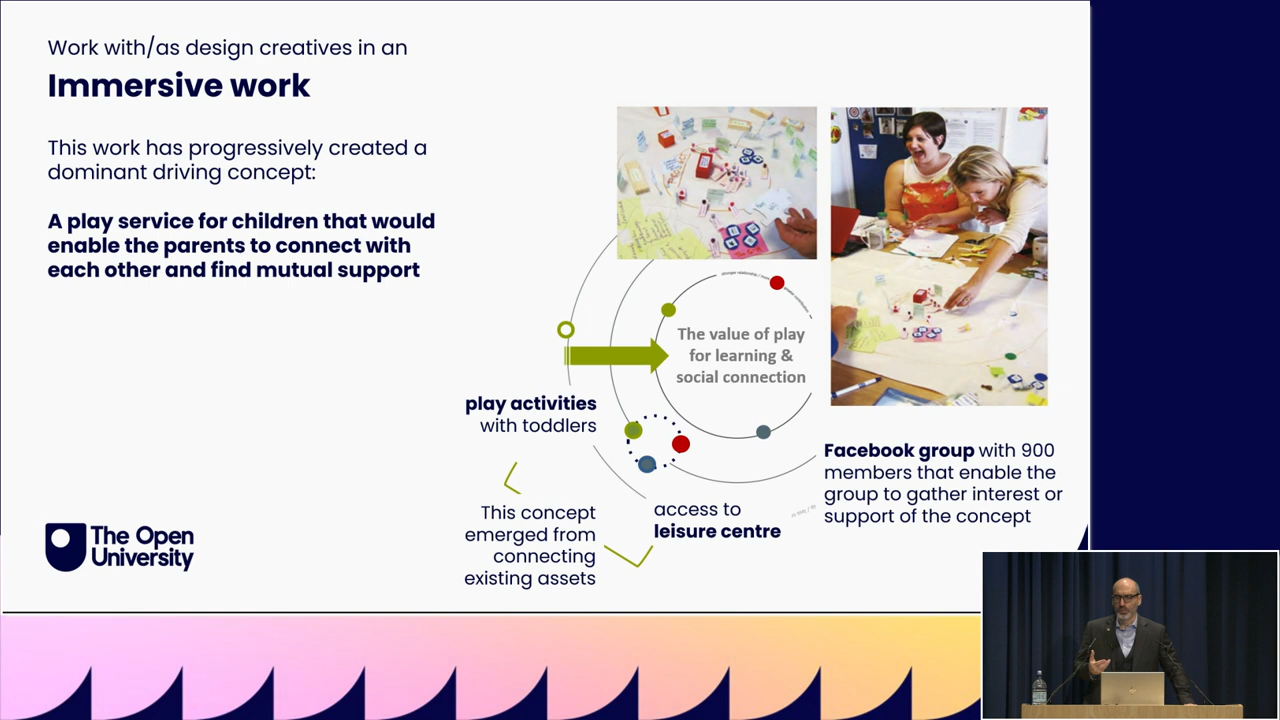 Work with/as design creatives in an
Immersive work
This work has progressively created a
dominant driving concept:
A play service for children that would
enable the parents to connect with
each other and find mutual support
The value of play
for learning &
social connection
play activities
with toddlers
This concept
emerged from
connecting
existing assets
access to
leisure centre
Facebook group with 900
members that enable the
group to gather interest or
support of the concept
The Open
University